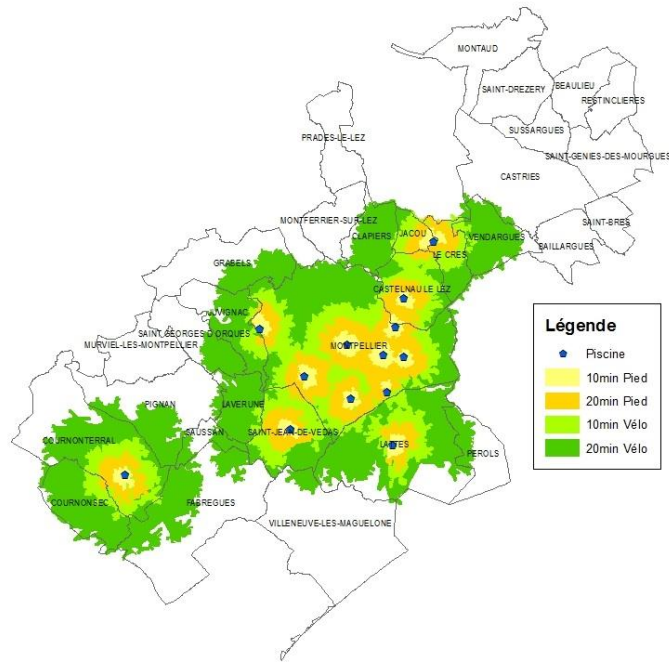 MONTAUD
SAINT-DREZERY
BEAULIEU
RESTINCLIERES
PRADES-LE-LEZ
SUSSARGUES
SAINT-GENIES-DES-MOURGUES
CASTRIES
MONTFERRIER-SUR-LEZ
SAINT-BRES
CLAPIERS
JACOU
VENDARGUES
BAILLARGUES
LE CRES
GRABELS
CASTELNAU LE LEZ
JUVIGNAC
SAINT GEORGES D'ORQUES
MURVIEL-LES-MONTPELLIER
MONTPELLIER
PIGNAN
LAVERUNE
SAUSSAN
SAINT-JEAN-DE-VEDAS
COURNONTERRAL
LATTES
PEROLS
COURNONSEC
FABREGUES
VILLENEUVE-LES-MAGUELONE
Légende
Piscine
10min Pied
20min Pied
10min Vélo
20min Vélo